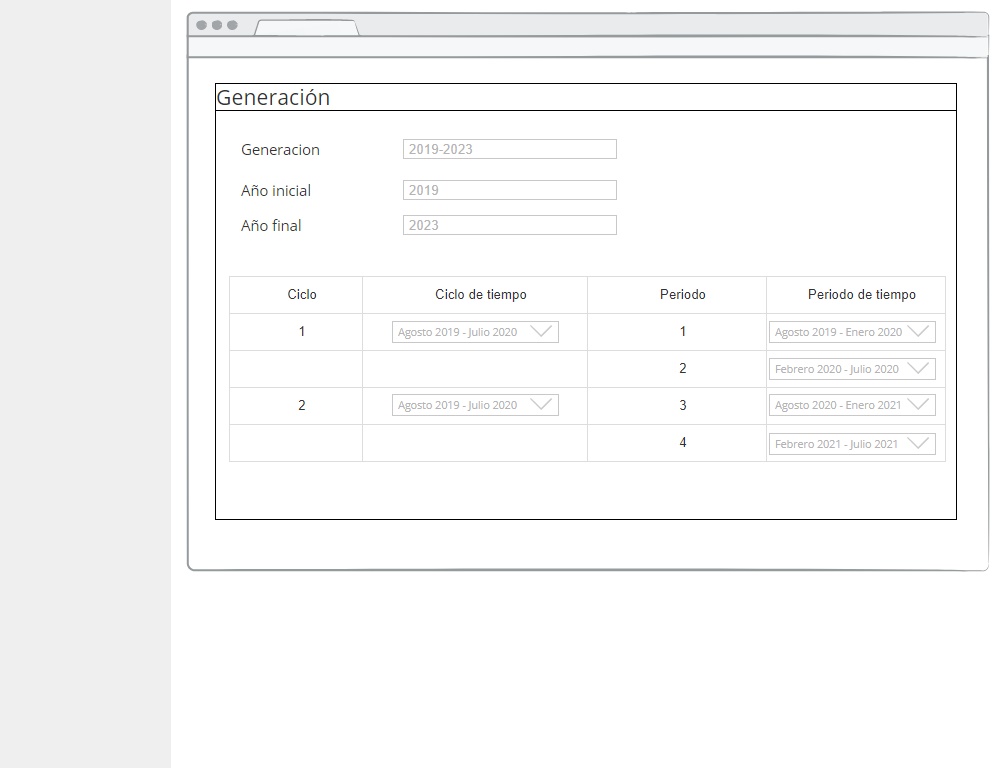 Generación
Generacion 2019-2023
Año inicial 2019
Año final 2023
Ciclo Ciclo de tiempo Periodo Periodo de tiempo
1 Agosto 2019 - Julio 2020 1 Agosto 2019 - Enero 2020
2 Febrero 2020 - Julio 2020
2 Agosto 2019 - Julio 2020 3 Agosto 2020 - Enero 2021
4 Febrero 2021 - Julio 2021